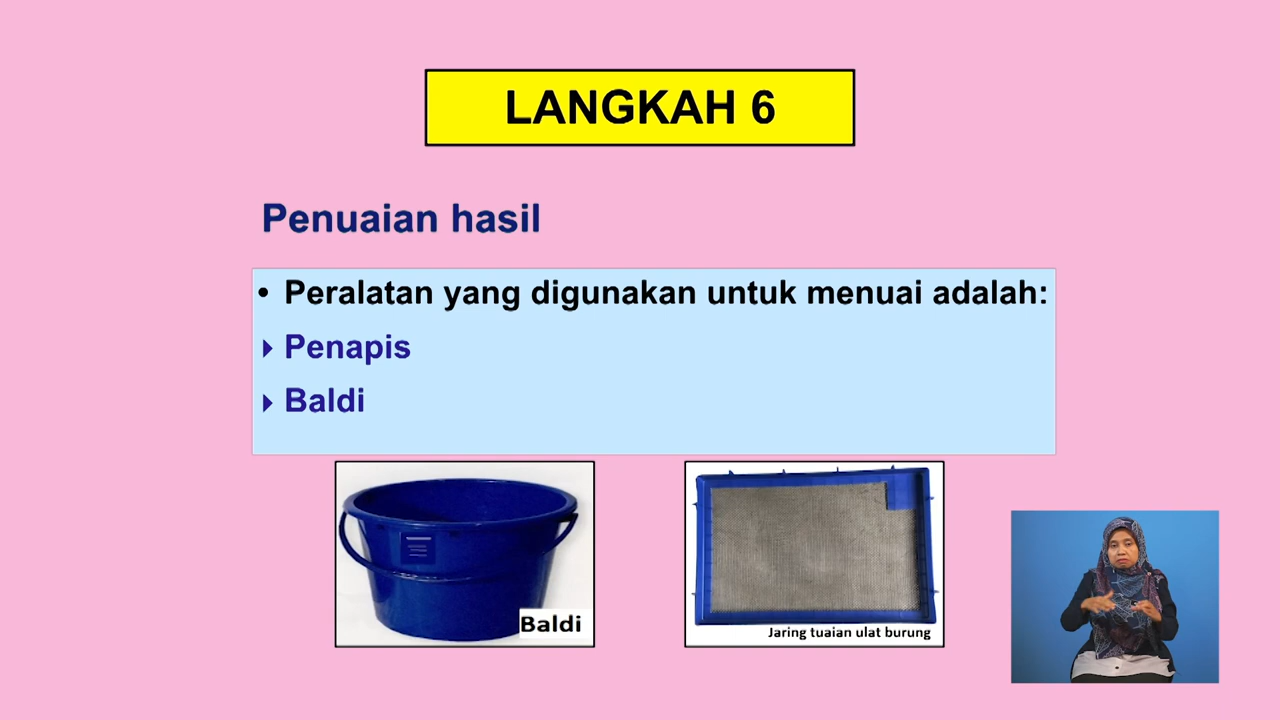 LANGKAH 6
Penuaian hasil
• Peralatan yang digunakan untuk menuai adalah:
Penapis
Baldi
Baldi
Jaring tuaian ulat burung